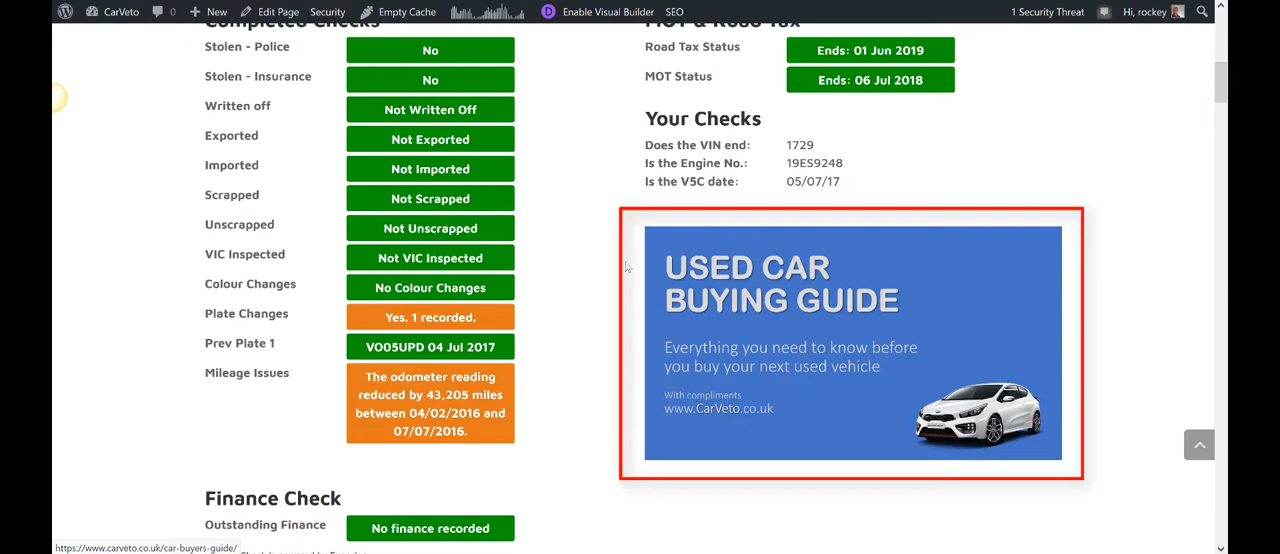 CarVeto
0
New
Edit Page
Security
Empty Cache
Enable Visual Builder
SEO
1 Security Threat
Hi, rockey
Completed Checks
Stolen - Police No
Stolen - Insurance No
Written off Not Written Off
Exported Not Exported
Imported Not Imported
Scrapped Not Scrapped
Unscrapped Not Unscrapped
VIC Inspected Not VIC Inspected
Colour Changes No Colour Changes
Plate Changes Yes. 1 recorded.
Prev Plate 1 VO05UPD 04 Jul 2017
Mileage Issues The odometer reading
reduced by 43,205 miles
between 04/02/2016 and
07/07/2016.
Finance Check
Outstanding Finance No finance recorded
MOT & Road Tax
Road Tax Status Ends: 01 Jun 2019
MOT Status Ends: 06 Jul 2018
Your Checks
Does the VIN end: 1729
Is the Engine No.: 19ES9248
Is the V5C date: 05/07/17
USED CAR
BUYING GUIDE
Everything you need to know before
you buy your next used vehicle
With compliments
www.CarVeto.co.uk
https://www.carveto.co.uk/car-buyers-guide/